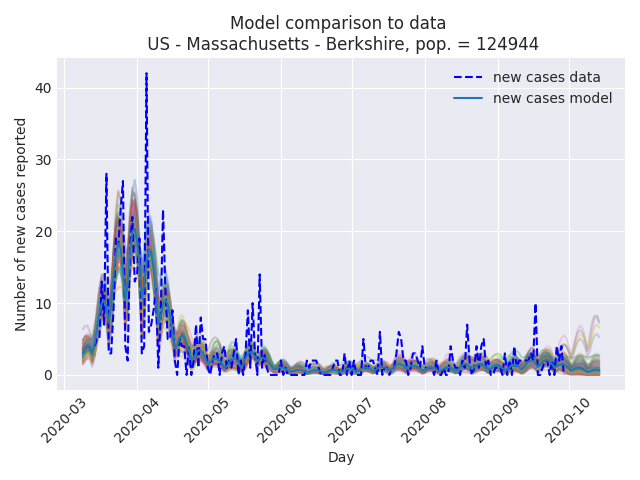 Model comparison to data
US - Massachusetts - Berkshire, pop. = 124944
new cases data
new cases model
Number of new cases reported
40
30
20
10
0
2020-03
2020-04
2020-05
2020-06
2020-07
2020-08
2020-09
2020-10
Day